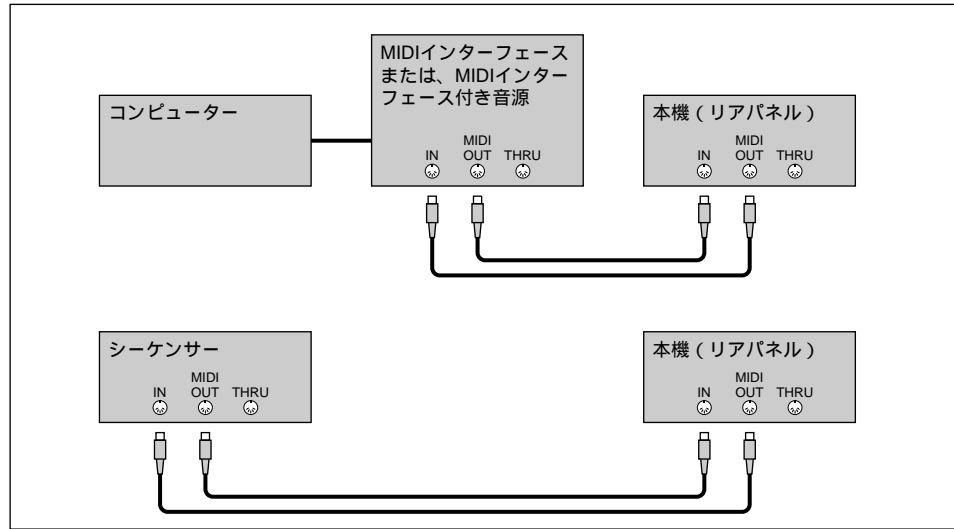 コンピューター
MIDIインターフェース
または、MIDIインター
フェース付き音源
MIDI
IN OUT THRU
本機（リアパネル）
MIDI
IN OUT THRU
シーケンサー
MIDI
IN OUT THRU
本機（リアパネル）
MIDI
IN OUT THRU